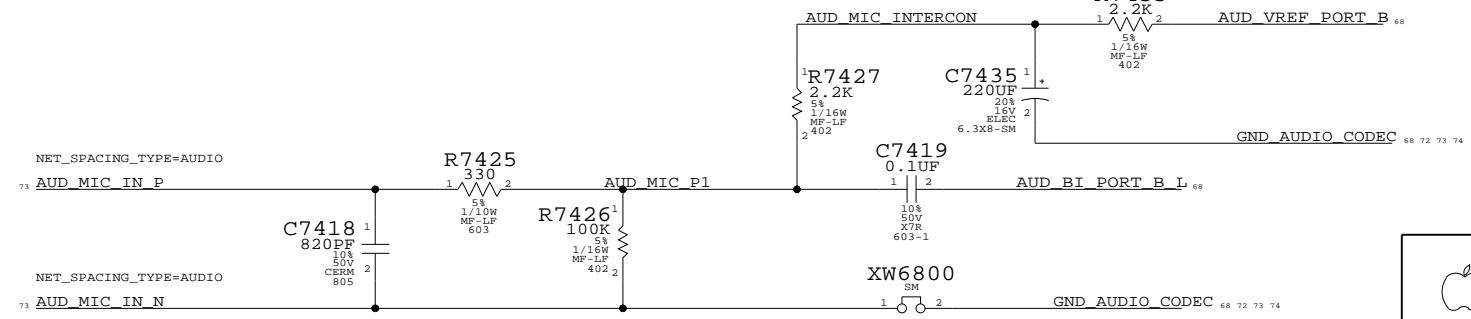 2.2K
AUD_MIC_INTERCON
1 2
AUD_VREF_PORT_B 68
5%
1/16W
MF-LF
402
1
R7427
2.2K
5%
1/16W
MF-LF
402
2
C7435
1
+
220UF
20%
16V
2
ELEC
6.3X8-SM
GND_AUDIO_CODEC 68 72 73 74
NET_SPACING_TYPE=AUDIO
R7425
330
C7419
0.1UF
73 AUD_MIC_IN_P
1 2
AUD_MIC_P1
1 2
AUD_BI_PORT_B_L 68
5%
1/10W
MF-LF
603
10%
50V
X7R
603-1
C7418
1
820PF
10%
50V
2
CERM
805
R7426
1
100K
5%
1/16W
MF-LF
402
2
NET_SPACING_TYPE=AUDIO
XW6800
SM
73 AUD_MIC_IN_N
1 2
GND_AUDIO_CODEC 68 72 73 74